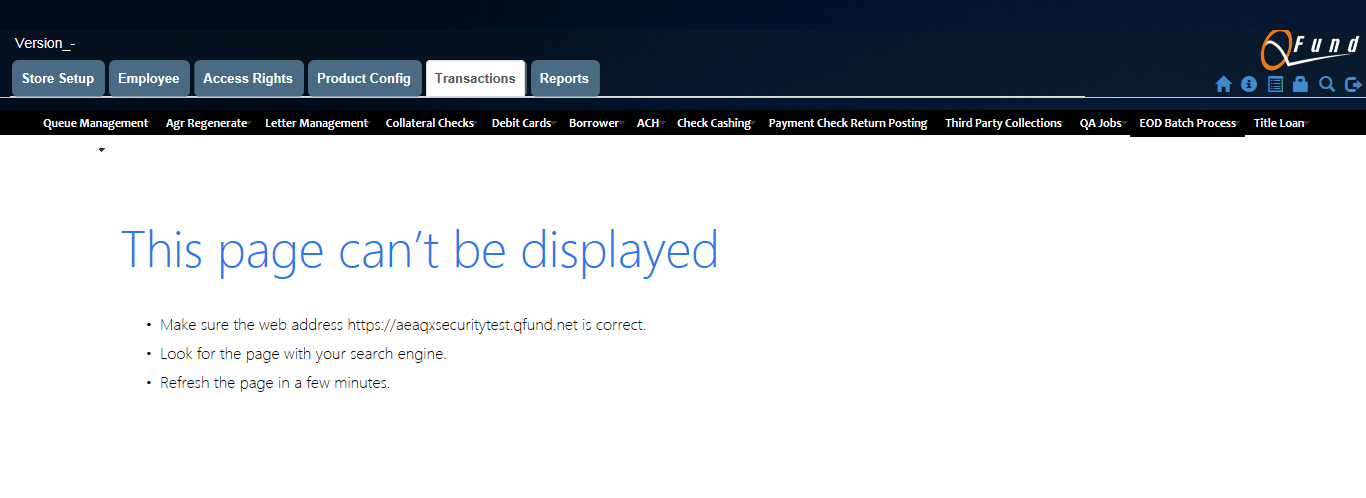 Version_-
QFund
Store Setup Employee Access Rights Product Config Transactions Reports
Queue Management Agr Regenerate Letter Management Collateral Checks Debit Cards Borrower ACH Check Cashing Payment Check Return Posting Third Party Collections QA Jobs EOD Batch Process Title Loan
This page can’t be displayed
• Make sure the web address https://aeaqxsecuritytest.qfund.net is correct.
• Look for the page with your search engine.
• Refresh the page in a few minutes.